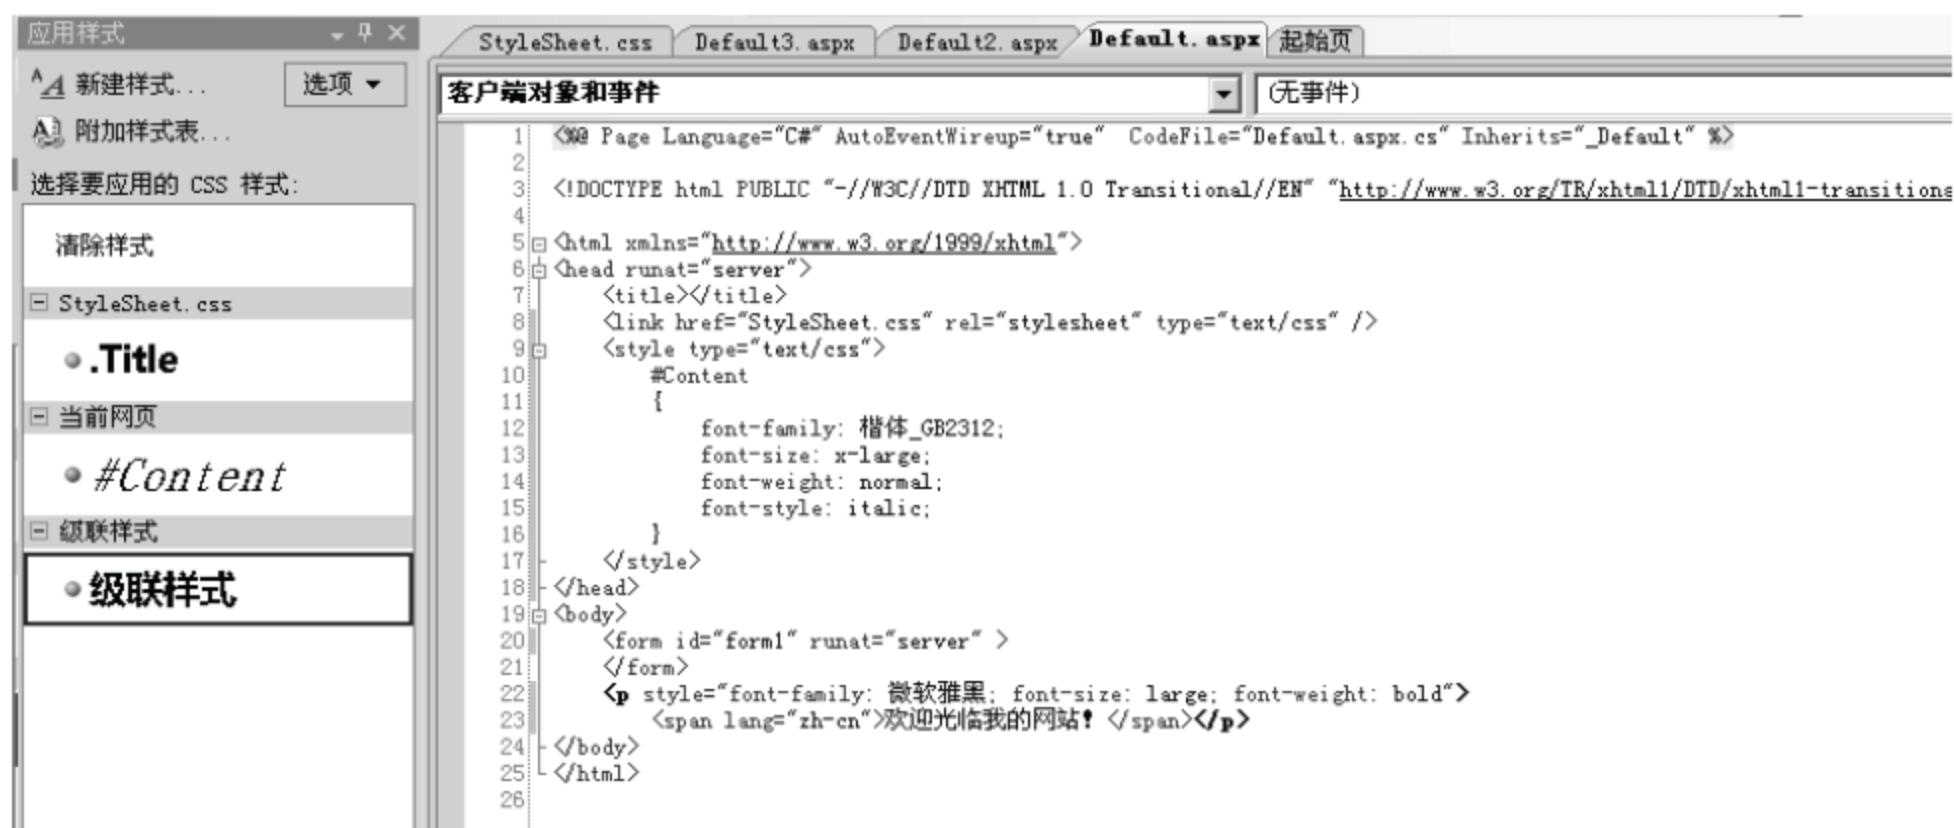 应用样式
新建样式...
选项
附加样式表...
选择要应用的 CSS 样式:
清除样式
StyleSheet.css
.Title
当前网页
#Content
级联样式
级联样式
StyleSheet.css Default3.aspx Default2.aspx Default.aspx 起始页
客户端对象和事件 (无事件)
1 <%@ Page Language="C#" AutoEventWireup="true"  CodeFile="Default.aspx.cs" Inherits="_Default" %>
2
3 <!DOCTYPE html PUBLIC "-//W3C//DTD XHTML 1.0 Transitional//EN" "http://www.w3.org/TR/xhtml1/DTD/xhtml1-transitiona
4
5 <html xmlns="http://www.w3.org/1999/xhtml">
6 <head runat="server">
7 <title></title>
8 <link href="StyleSheet.css" rel="stylesheet" type="text/css" />
9 <style type="text/css">
10 #Content
11 {
12 font-family: 楷体_GB2312;
13 font-size: x-large;
14 font-weight: normal;
15 font-style: italic;
16 }
17 </style>
18 </head>
19 <body>
20 <form id="form1" runat="server" >
21 </form>
22 <p style="font-family: 微软雅黑; font-size: large; font-weight: bold">
23 <span lang="zh-cn">欢迎光临我的网站！</span></p>
24 </body>
25 </html>
26